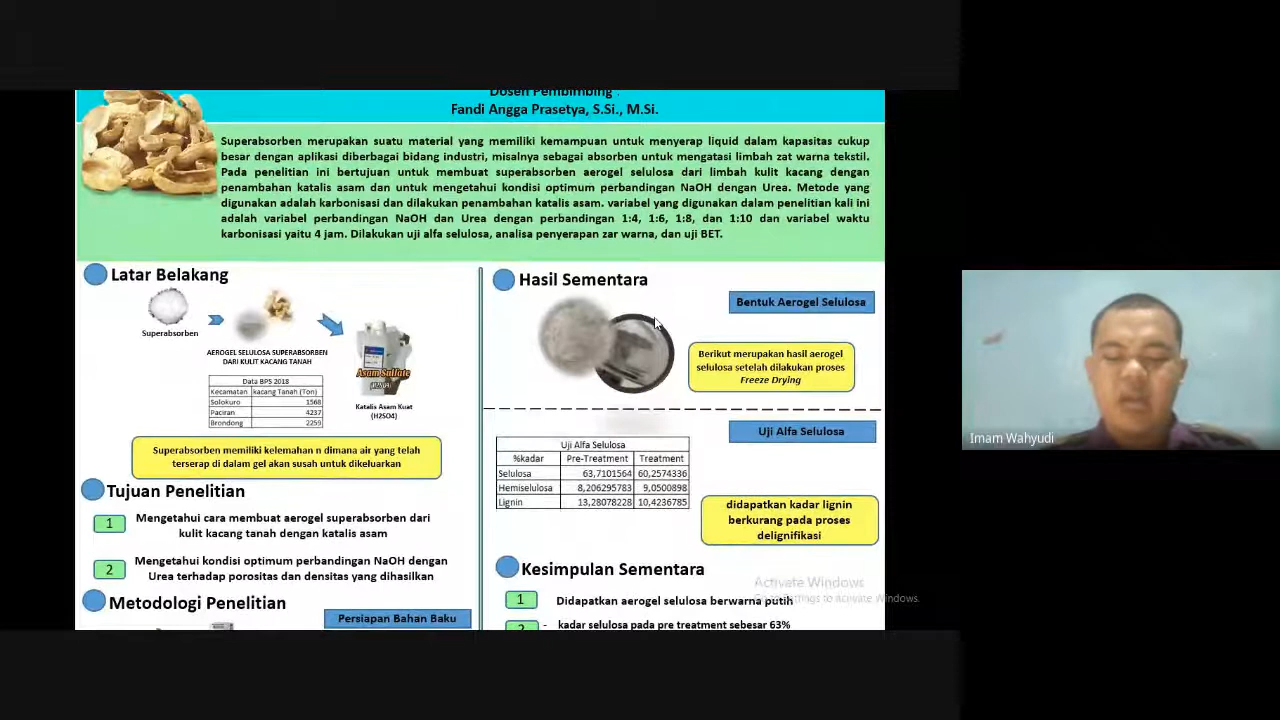 Dosen Pembimbing :
Fandi Angga Prasetya, S.Si., M.Si.
Superabsorben merupakan suatu material yang memiliki kemampuan untuk menyerap liquid dalam kapasitas cukup
besar dengan aplikasi diberbagai bidang industri, misalnya sebagai absorben untuk mengatasi limbah zat warna tekstil.
Pada penelitian ini bertujuan untuk membuat superabsorben aerogel selulosa dari limbah kulit kacang dengan
penambahan katalis asam dan untuk mengetahui kondisi optimum perbandingan NaOH dengan Urea. Metode yang
digunakan adalah karbonisasi dan dilakukan penambahan katalis asam. variabel yang digunakan dalam penelitian kali ini
adalah variabel perbandingan NaOH dan Urea dengan perbandingan 1:4, 1:6, 1:8, dan 1:10 dan variabel waktu
karbonisasi yaitu 4 jam. Dilakukan uji alfa selulosa, analisa penyerapan zar warna, dan uji BET.
Latar Belakang
Superabsorben
AEROGEL SELULOSA SUPERABSORBEN
DARI KULIT KACANG TANAH
Asam Sulfate
Katalis Asam Kuat
(H2SO4)
Data BPS 2018
Kecamatan kacang Tanah (Ton)
Solokuro 1568
Paciran 4237
Brondong 2259
Superabsorben memiliki kelemahan n dimana air yang telah
terserap di dalam gel akan susah untuk dikeluarkan
Tujuan Penelitian
1 Mengetahui cara membuat aerogel superabsorben dari
kulit kacang tanah dengan katalis asam
2 Mengetahui kondisi optimum perbandingan NaOH dengan
Urea terhadap porositas dan densitas yang dihasilkan
Metodologi Penelitian
Persiapan Bahan Baku
Hasil Sementara
Bentuk Aerogel Selulosa
Berikut merupakan hasil aerogel
selulosa setelah dilakukan proses
Freeze Drying
Uji Alfa Selulosa
Uji Alfa Selulosa
%kadar Pre-Treatment Treatment
Selulosa 63,7101564 60,2574336
Hemiselulosa 8,206295783 9,0500898
Lignin 13,28078228 10,4236785
didapatkan kadar lignin
berkurang pada proses
delignifikasi
Kesimpulan Sementara
1 Didapatkan aerogel selulosa berwarna putih
2 - kadar selulosa pada pre treatment sebesar 63%
Activate Windows
Go to Settings to activate Windows.
Imam Wahyudi